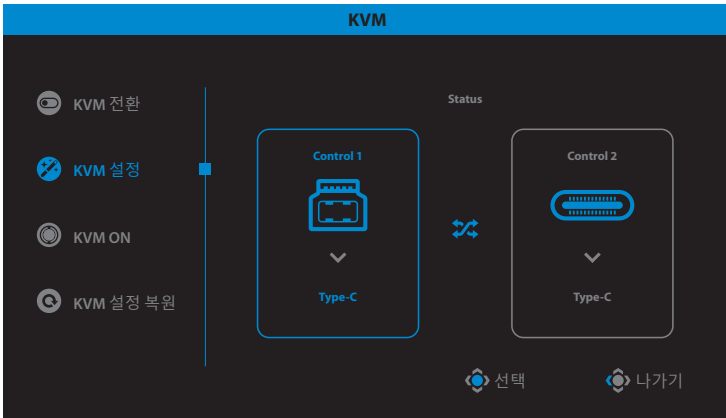 KVM
KVM 전환
KVM 설정
KVM ON
KVM 설정 복원
Status
Control 1
Type-C
Control 2
Type-C
선택
나가기